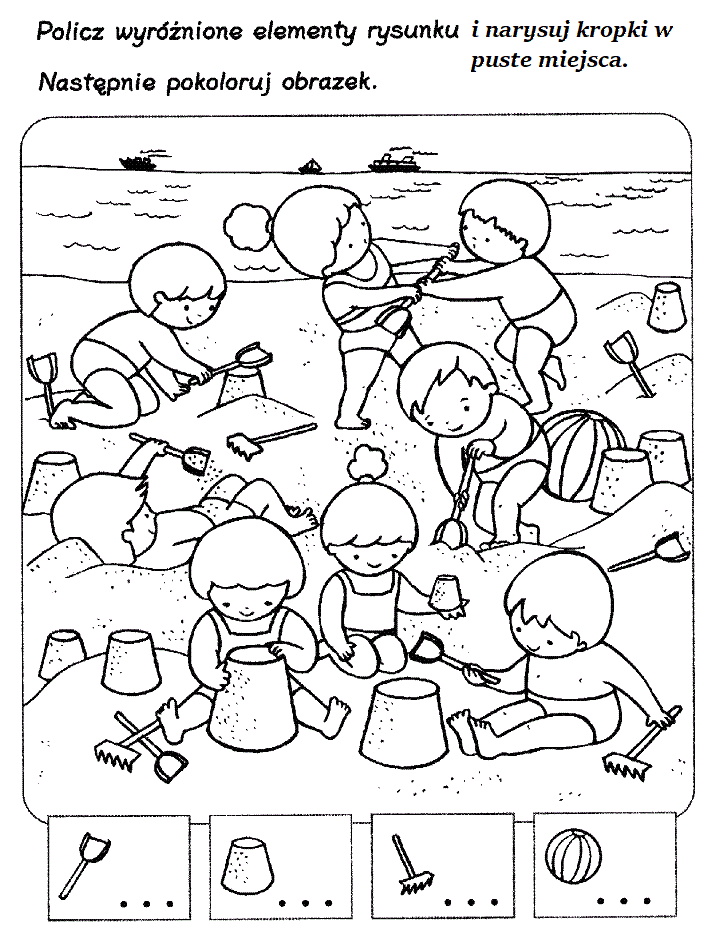 Policz wyróżnione elementy rysunku i narysuj kropki w
puste miejsca.
Następnie pokoloruj obrazek.
... ... ... ...